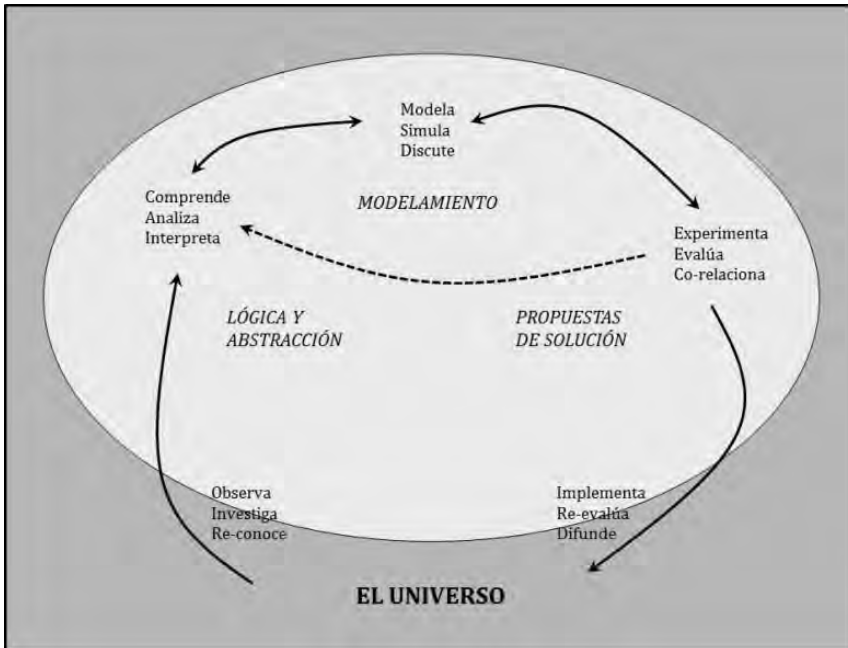 Modela
Simula
Discute
MODELAMIENTO
Comprende
Analiza
Interpreta
Experimenta
Evalúa
Co-relaciona
LÓGICA Y
ABSTRACCIÓN
PROPUESTAS
DE SOLUCIÓN
Observa
Investiga
Re-conoce
Implementa
Re-evalúa
Difunde
EL UNIVERSO